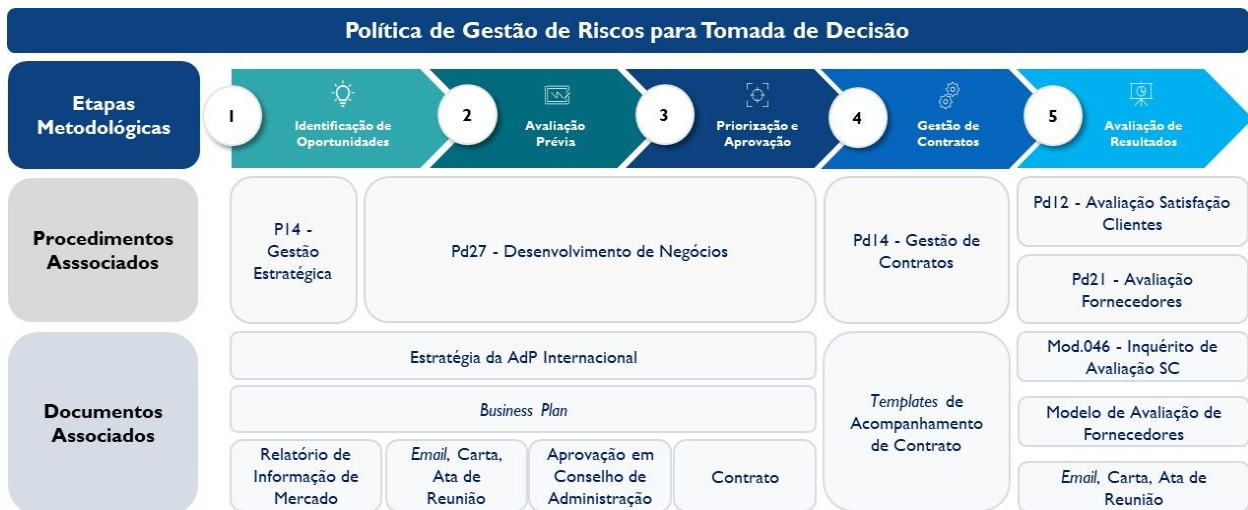 Política de Gestão de Riscos para Tomada de Decisão
Etapas
Metodológicas
1
Identificação de
Oportunidades
2
Avaliação
Prévia
3
Priorização e
Aprovação
4
Gestão de
Contratos
5
Avaliação de
Resultados
Procedimentos
Asssociados
P14 -
Gestão
Estratégica
Pd27 - Desenvolvimento de Negócios
Pd14 - Gestão de
Contratos
Pd12 - Avaliação Satisfação
Clientes
Pd21 - Avaliação
Fornecedores
Documentos
Associados
Estratégia da AdP Internacional
Business Plan
Relatório de
Informação de
Mercado
Email, Carta,
Ata de
Reunião
Aprovação em
Conselho de
Administração
Contrato
Templates de
Acompanhamento
de Contrato
Mod.046 - Inquérito de
Avaliação SC
Modelo de Avaliação de
Fornecedores
Email, Carta, Ata de
Reunião